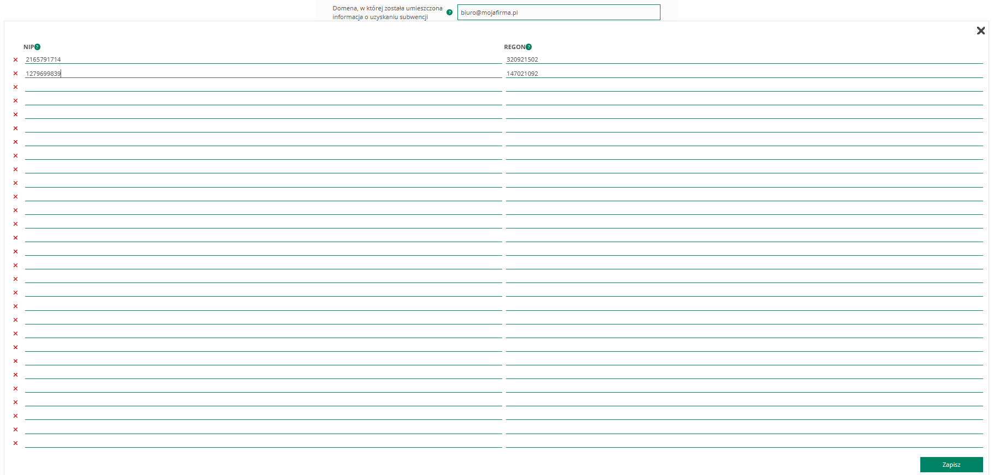 Domena, w której została umieszczona
informacja o uzyskaniu subwencji
?
biuro@mojafirma.pl
NIP ? REGON ?
2165791714 320921502
1279699839 147021092
Zapisz